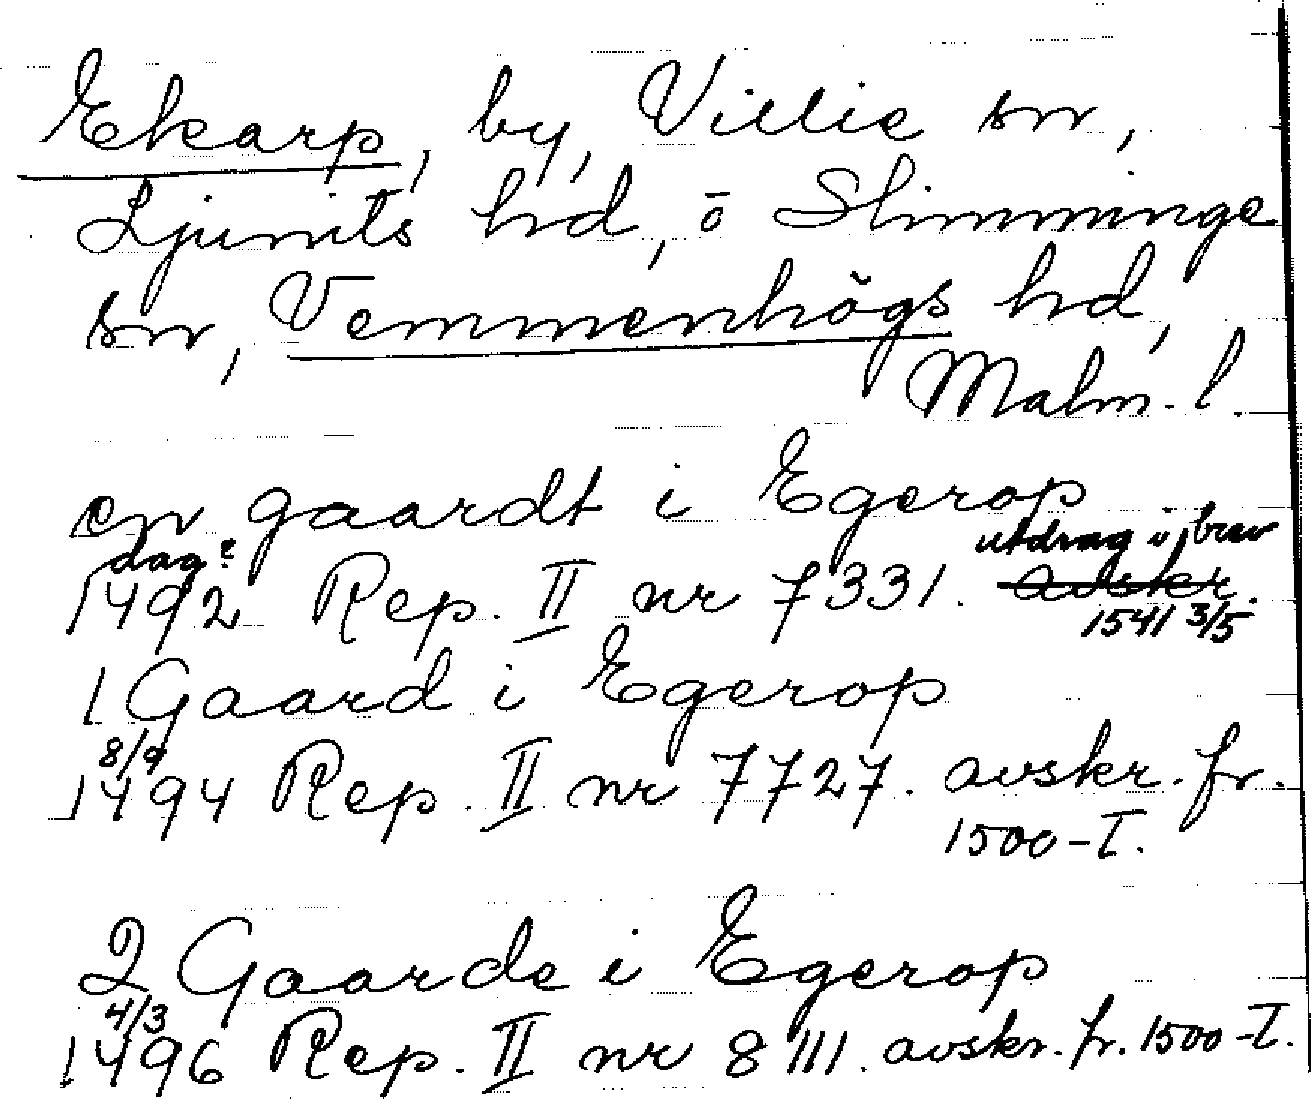 Ekarp, by, Villie sn,
Ljunits hd, o Slimminge
sn, Vemmenhögs hd,
Malm. l.
en gaardt i Egerop
dag? utdrag i brev
1492 Rep. II nr 7331. avskr.
1541 3/5
1 Gaard i Egerop
8/9
1494 Rep. II nr 7727. avskr. fr.
1500-T.
2 Gaarde i Egerop
4/3
1496 Rep. II nr 8111. avskr. fr. 1500-T.